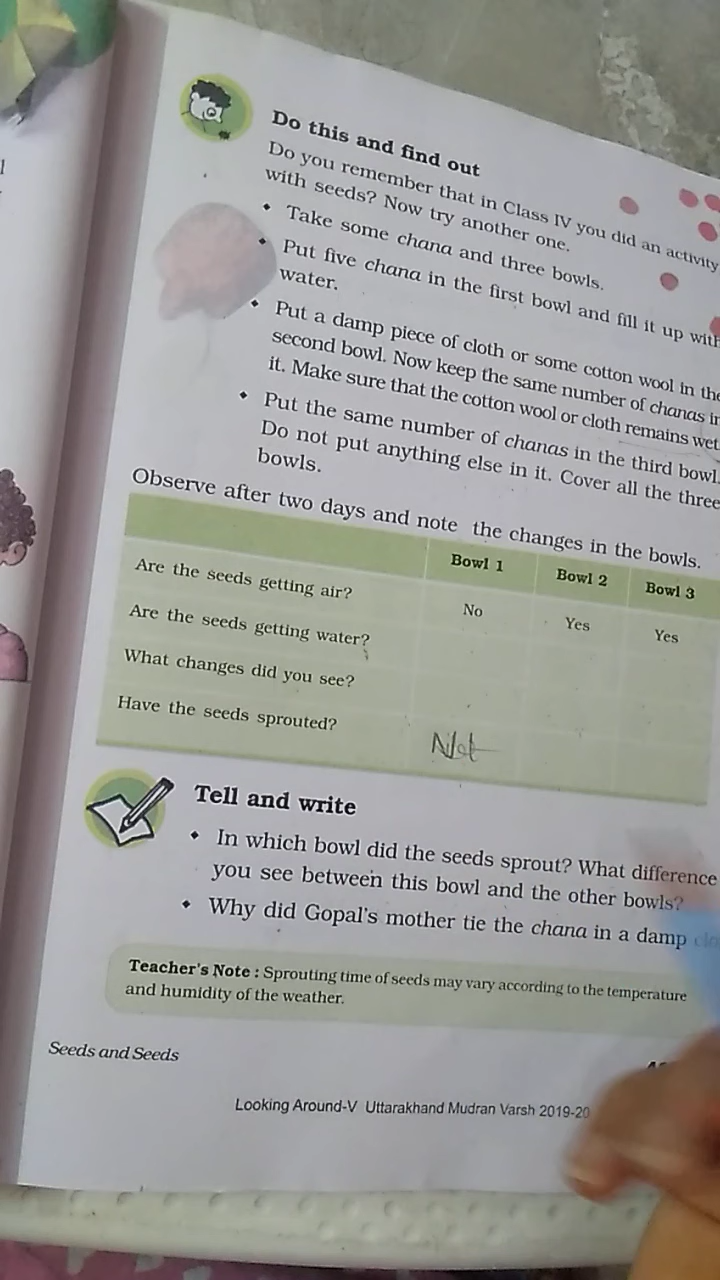 Do this and find out
Do you remember that in Class IV you did an activity
with seeds? Now try another one.
• Take some chana and three bowls.
• Put five chana in the first bowl and fill it up with
water.
• Put a damp piece of cloth or some cotton wool in the
second bowl. Now keep the same number of chanas in
it. Make sure that the cotton wool or cloth remains wet.
• Put the same number of chanas in the third bowl.
Do not put anything else in it. Cover all the three
bowls.
Observe after two days and note the changes in the bowls.
Bowl 1 Bowl 2 Bowl 3
Are the seeds getting air? No Yes Yes
Are the seeds getting water?
What changes did you see?
Have the seeds sprouted?
Tell and write
• In which bowl did the seeds sprout? What difference
you see between this bowl and the other bowls?
• Why did Gopal's mother tie the chana in a damp
Teacher's Note : Sprouting time of seeds may vary according to the temperature
and humidity of the weather.
Seeds and Seeds
Looking Around-V Uttarakhand Mudran Varsh 2019-20